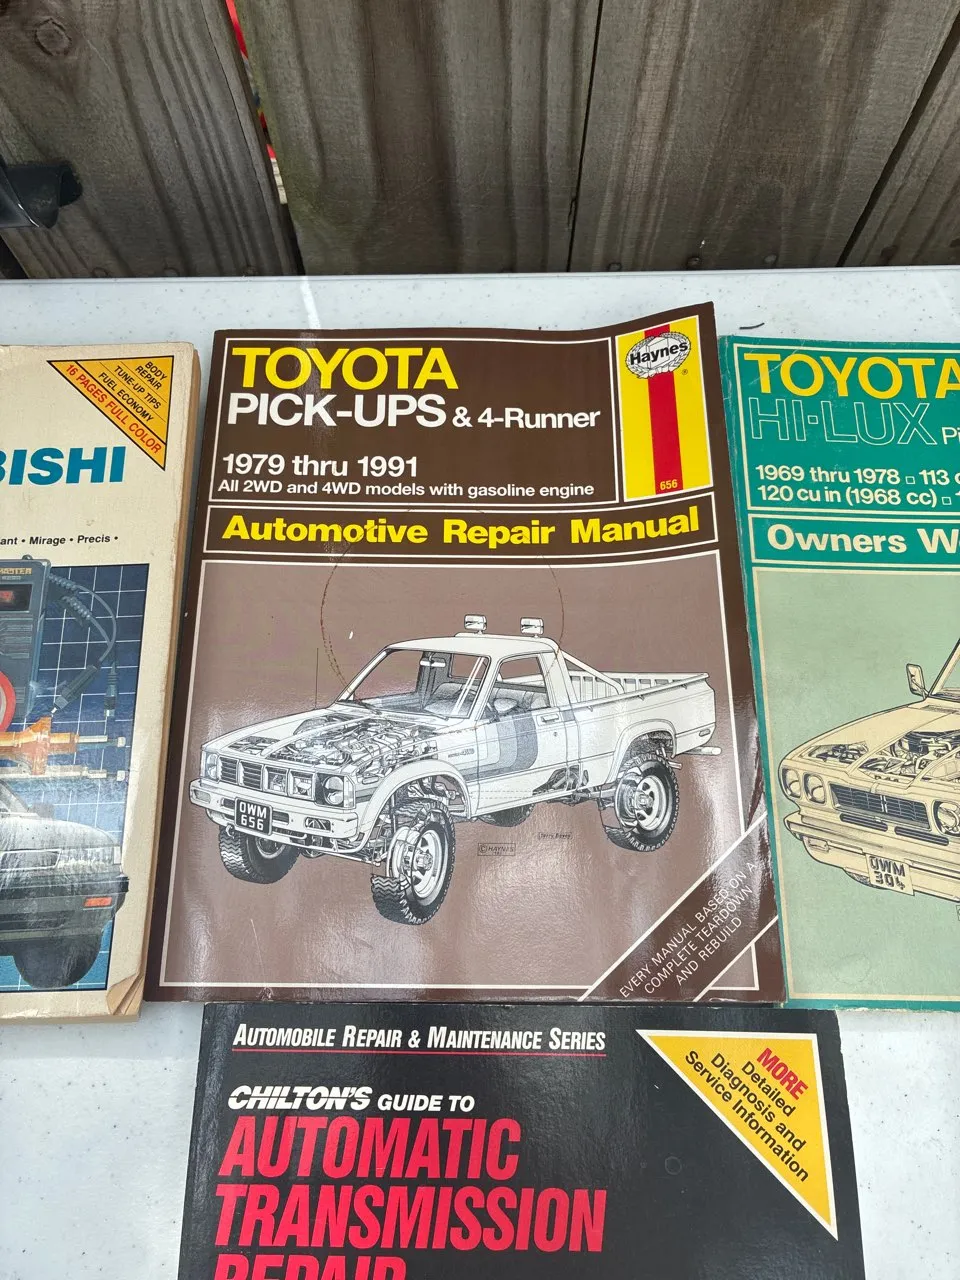 BODY
REPAIR
TUNE-UP TIPS
FUEL ECONOMY
16 PAGES FULL COLOR
BISHI
ant • Mirage • Precis •
TOYOTA
PICK-UPS & 4-Runner
1979 thru 1991
All 2WD and 4WD models with gasoline engine
Haynes
®
656
Automotive Repair Manual
OWM
656
© HAYNES
EVERY MANUAL BASED ON A
COMPLETE TEARDOWN
AND REBUILD
TOYOTA
HI-LUX
1969 thru 1978 □ 113
120 cu in (1968 cc) □
Owners W
OWM
304
AUTOMOBILE REPAIR & MAINTENANCE SERIES
CHILTON'S GUIDE TO
AUTOMATIC
TRANSMISSION
REPAIR
MORE
Detailed
Diagnosis and
Service Information